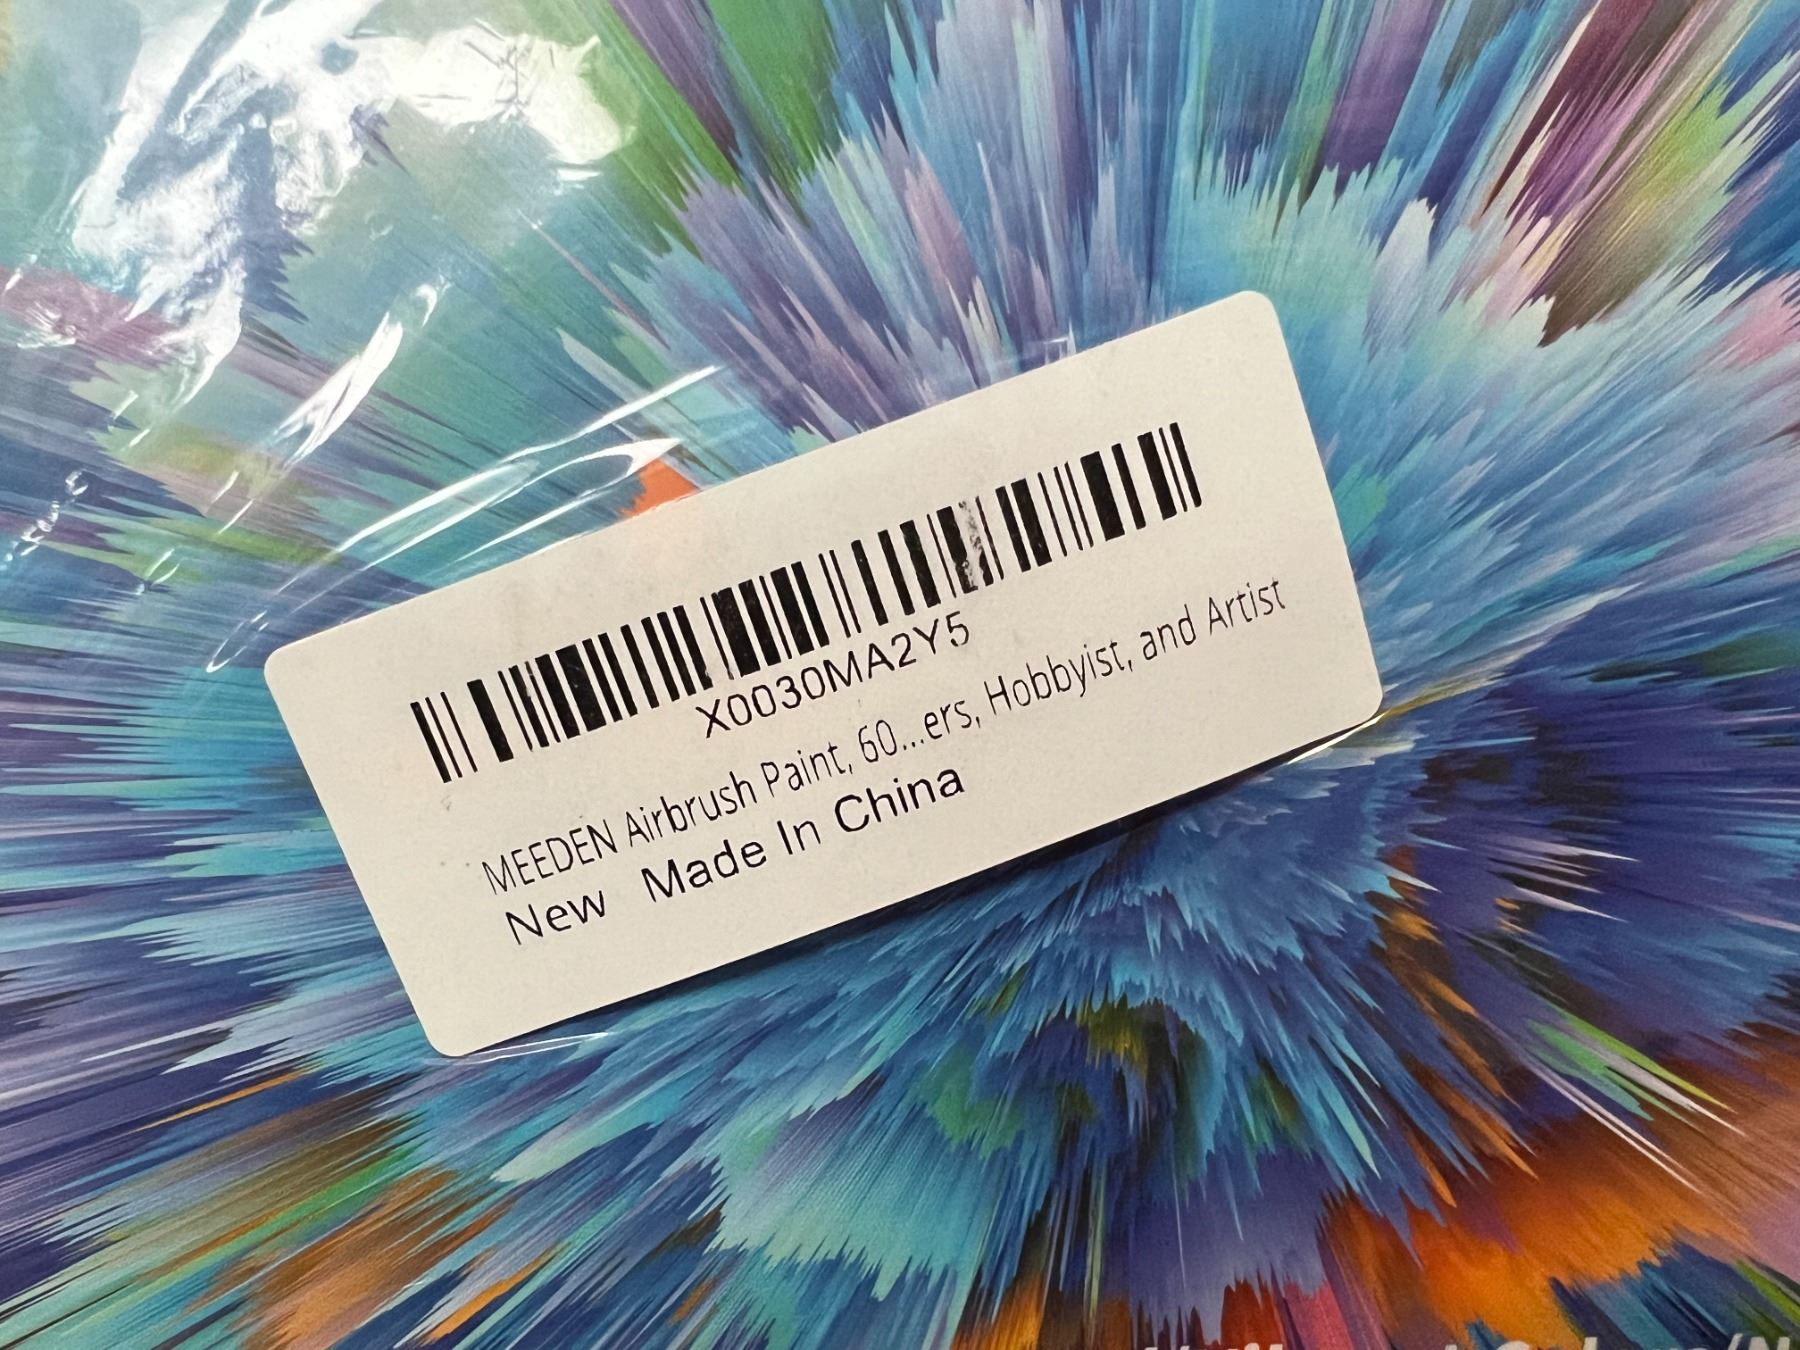 X0030MA2Y5
MEEDEN Airbrush Paint, 60...ers, Hobbyist, and Artist
New Made In China